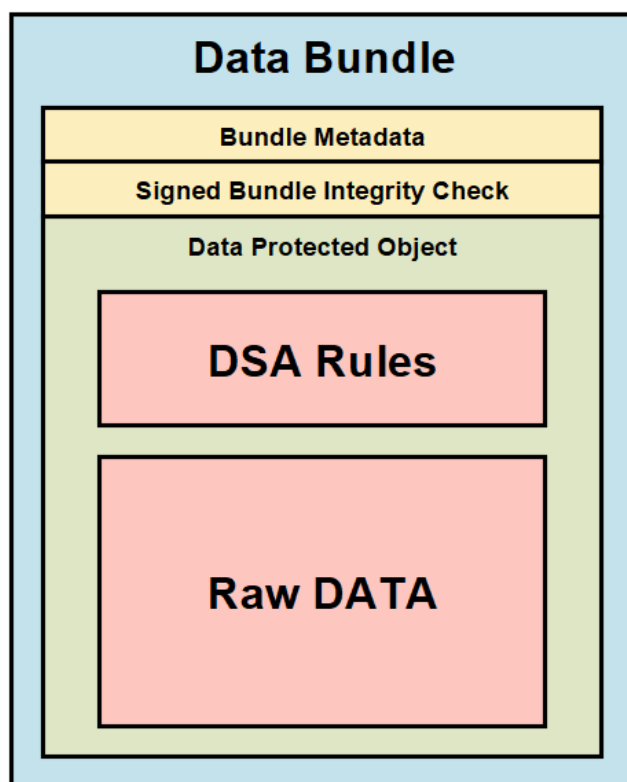 Data Bundle
Bundle Metadata
Signed Bundle Integrity Check
Data Protected Object
DSA Rules
Raw DATA